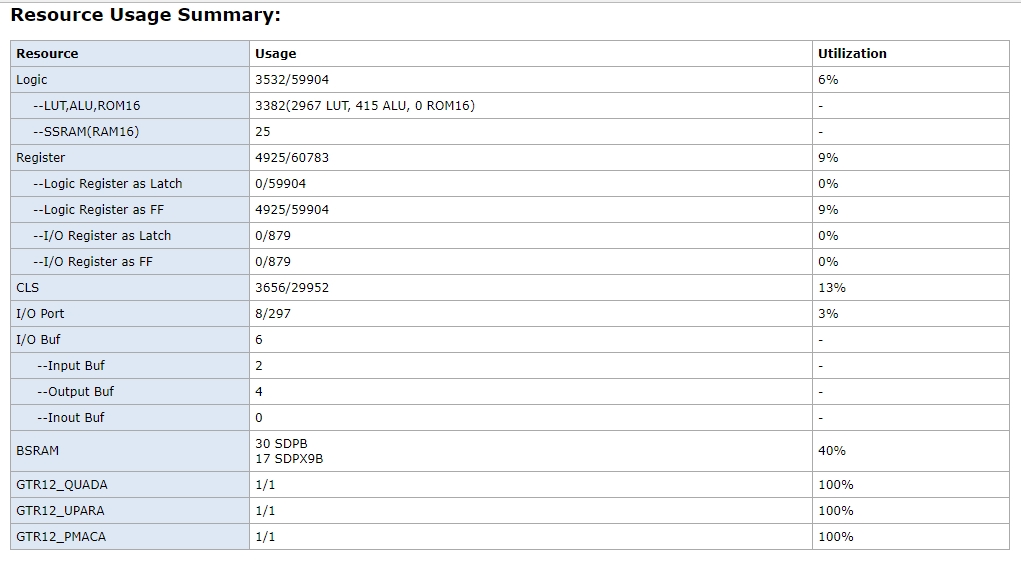 Resource Usage Summary:
Resource Usage Utilization
Logic 3532/59904 6%
--LUT,ALU,ROM16 3382(2967 LUT, 415 ALU, 0 ROM16) -
--SSRAM(RAM16) 25 -
Register 4925/60783 9%
--Logic Register as Latch 0/59904 0%
--Logic Register as FF 4925/59904 9%
--I/O Register as Latch 0/879 0%
--I/O Register as FF 0/879 0%
CLS 3656/29952 13%
I/O Port 8/297 3%
I/O Buf 6 -
--Input Buf 2 -
--Output Buf 4 -
--Inout Buf 0 -
BSRAM 30 SDPB
17 SDPX9B 40%
GTR12_QUADA 1/1 100%
GTR12_UPARA 1/1 100%
GTR12_PMACA 1/1 100%